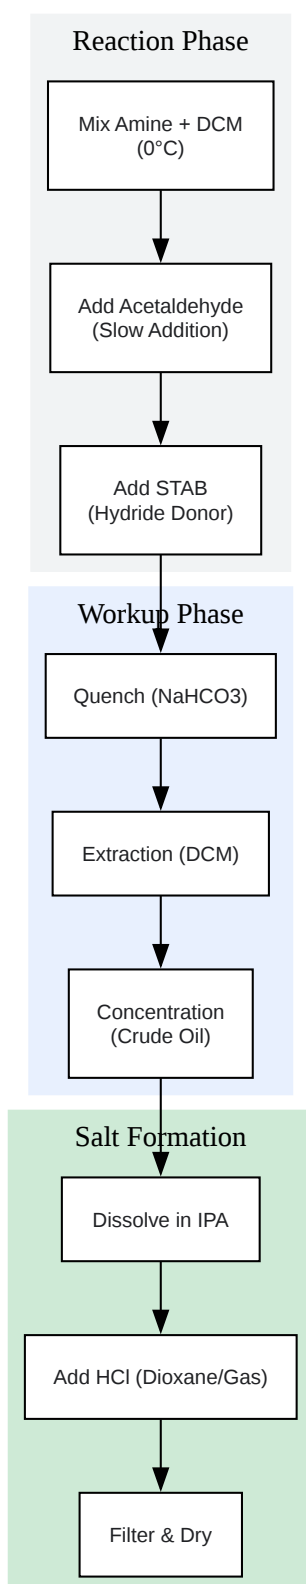 Reaction Phase
Mix Amine + DCM
(0°C)
Add Acetaldehyde
(Slow Addition)
Add STAB
(Hydride Donor)
Workup Phase
Quench (NaHCO3)
Extraction (DCM)
Concentration
(Crude Oil)
Salt Formation
Dissolve in IPA
Add HCl (Dioxane/Gas)
Filter & Dry